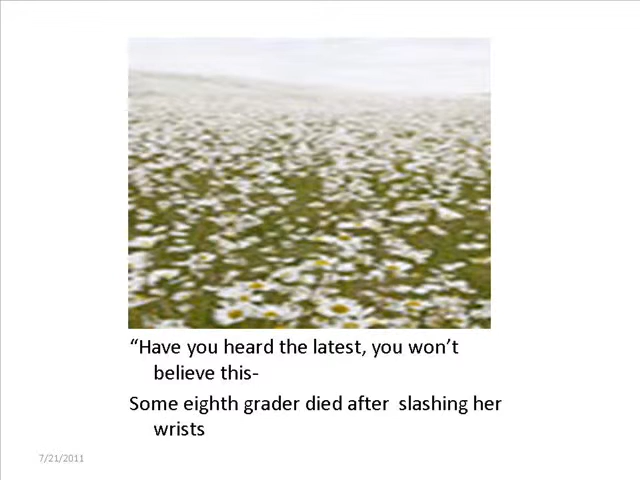 “Have you heard the latest, you won’t
believe this-
Some eighth grader died after  slashing her
wrists
7/21/2011